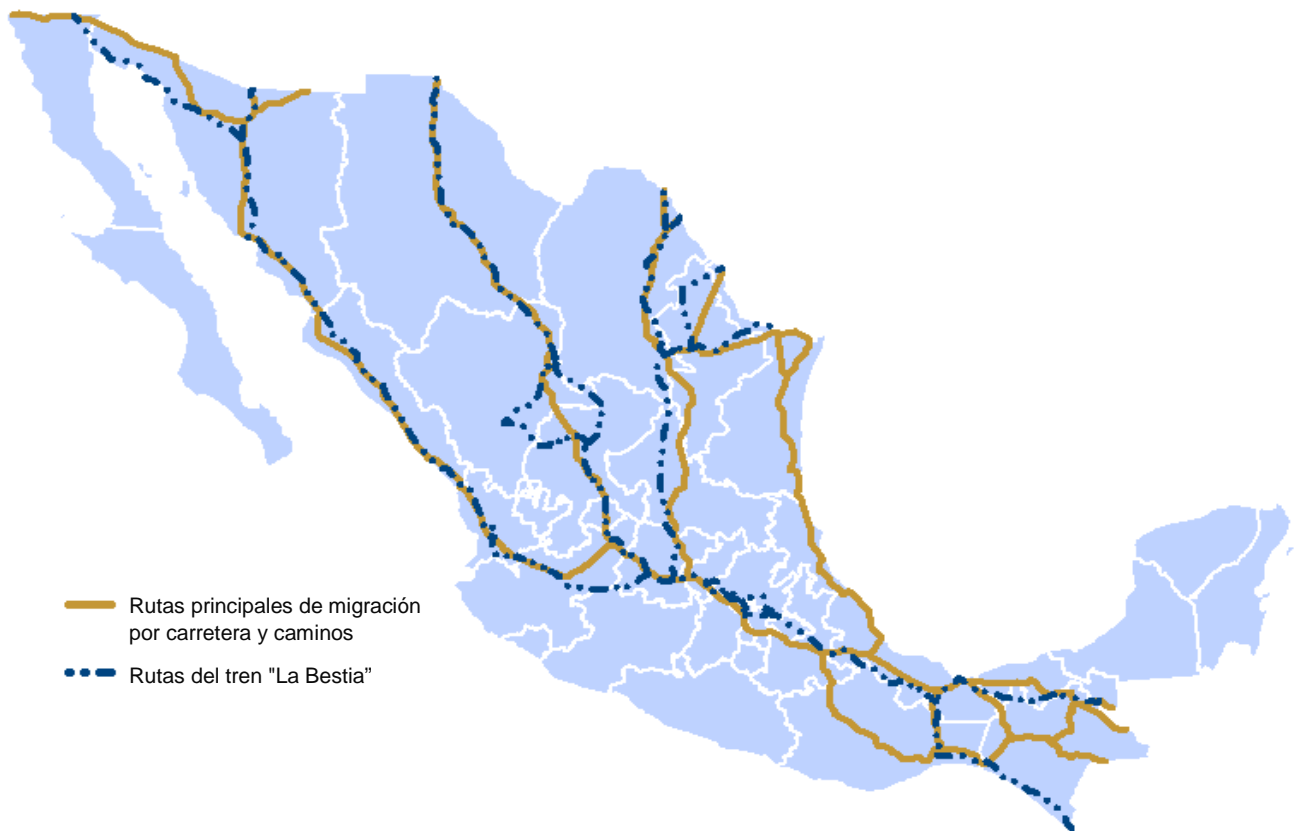 Rutas principales de migración
por carretera y caminos
Rutas del tren "La Bestia”